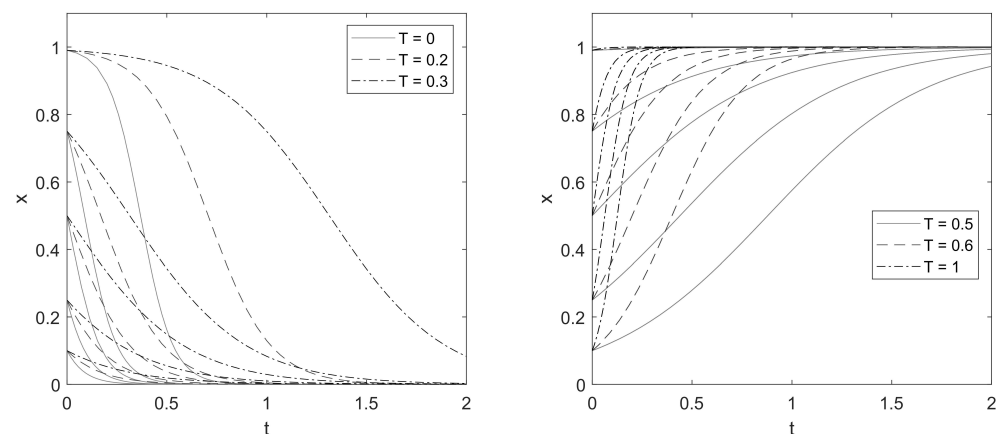 T = 0
T = 0.2
T = 0.3
1
0.8
0.6
0.4
0.2
0
x
0 0.5 1 1.5 2
t
T = 0.5
T = 0.6
T = 1
1
0.8
0.6
0.4
0.2
0
x
0 0.5 1 1.5 2
t